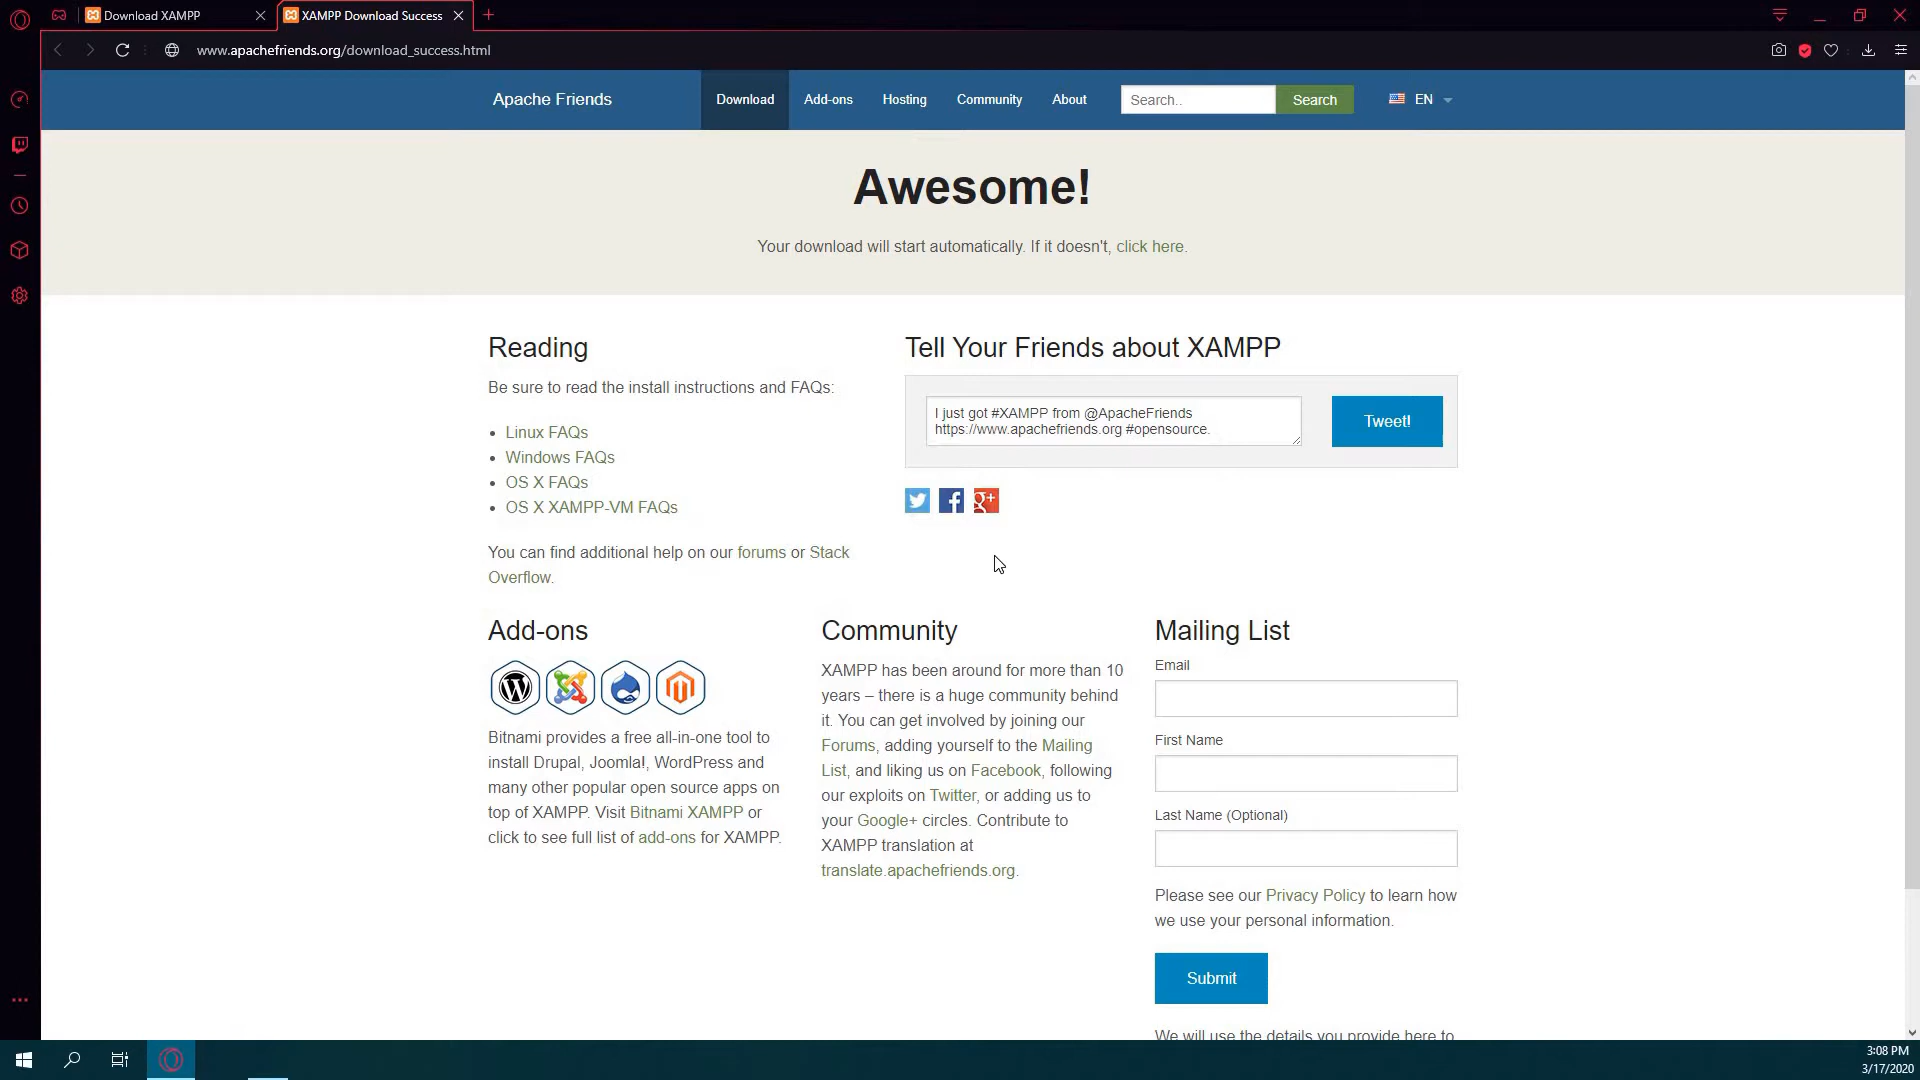 Download XAMPP
XAMPP Download Success
www.apachefriends.org/download_success.html
Apache Friends
Download
Add-ons
Hosting
Community
About
Search..
Search
EN
Awesome!
Your download will start automatically. If it doesn't, click here.
Reading
Be sure to read the install instructions and FAQs:
Linux FAQs
Windows FAQs
OS X FAQs
OS X XAMPP-VM FAQs
You can find additional help on our forums or Stack
Overflow.
Tell Your Friends about XAMPP
I just got #XAMPP from @ApacheFriends
https://www.apachefriends.org #opensource.
Tweet!
g+
Add-ons
Bitnami provides a free all-in-one tool to
install Drupal, Joomla!, WordPress and
many other popular open source apps on
top of XAMPP. Visit Bitnami XAMPP or
click to see full list of add-ons for XAMPP.
Community
XAMPP has been around for more than 10
years – there is a huge community behind
it. You can get involved by joining our
Forums, adding yourself to the Mailing
List, and liking us on Facebook, following
our exploits on Twitter, or adding us to
your Google+ circles. Contribute to
XAMPP translation at
translate.apachefriends.org.
Mailing List
Email
First Name
Last Name (Optional)
Please see our Privacy Policy to learn how
we use your personal information.
Submit
We will use the details you provide here to
3:08 PM
3/17/2020